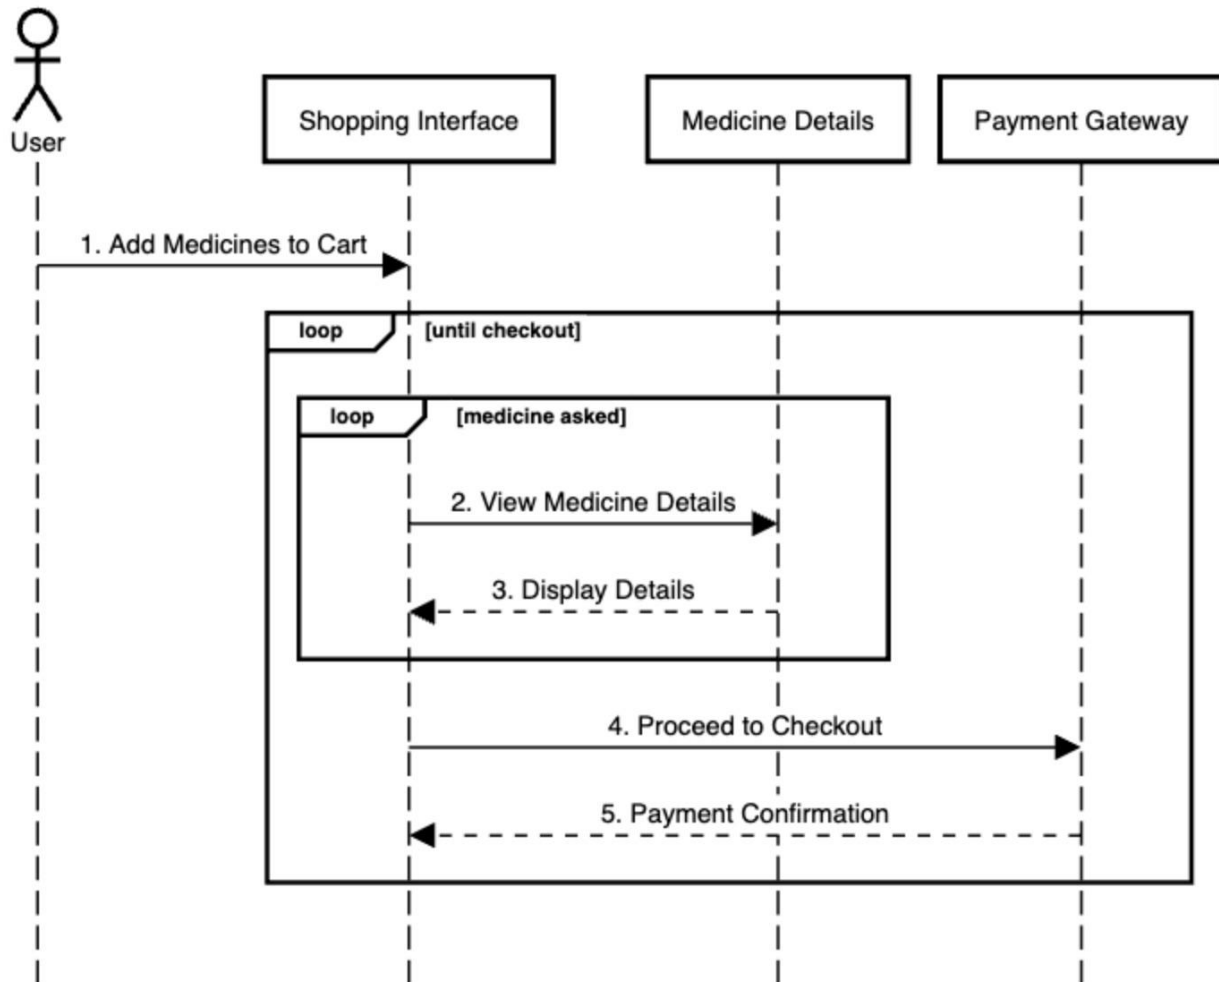 User
Shopping Interface
Medicine Details
Payment Gateway
1. Add Medicines to Cart
loop
[until checkout]
loop
[medicine asked]
2. View Medicine Details
3. Display Details
4. Proceed to Checkout
5. Payment Confirmation